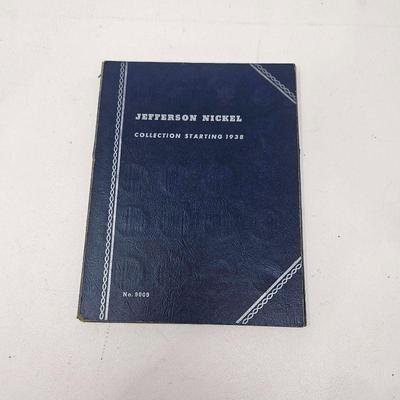 JEFFERSON NICKEL
COLLECTION STARTING 1938
No. 9009